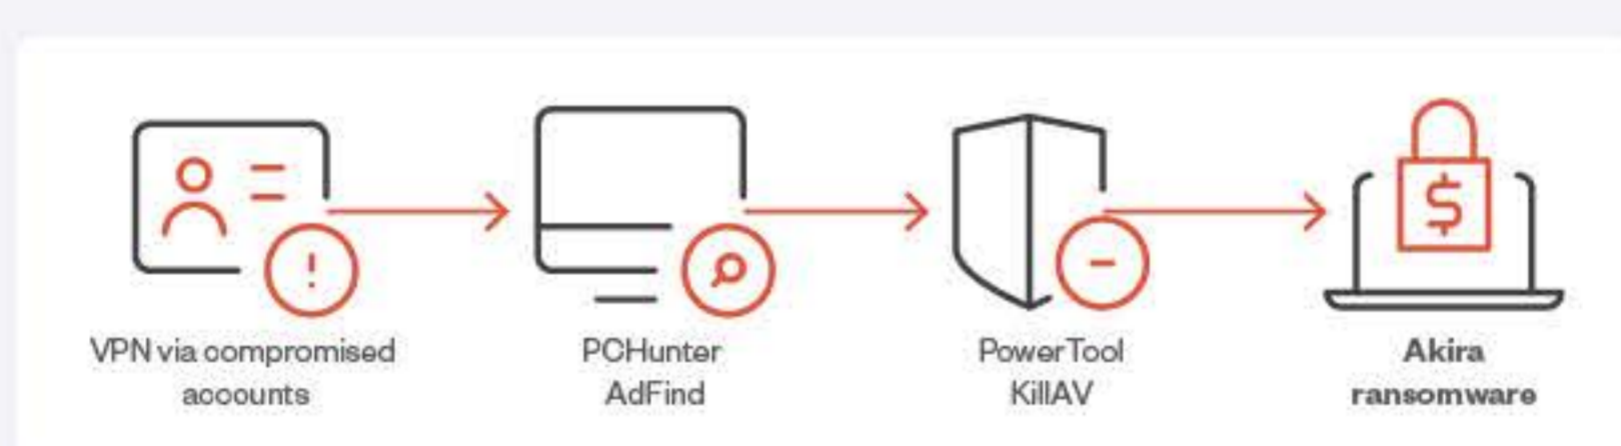 VPN via compromised
accounts
PCHunter
AdFind
PowerTool
KillAV
Akira
ransomware